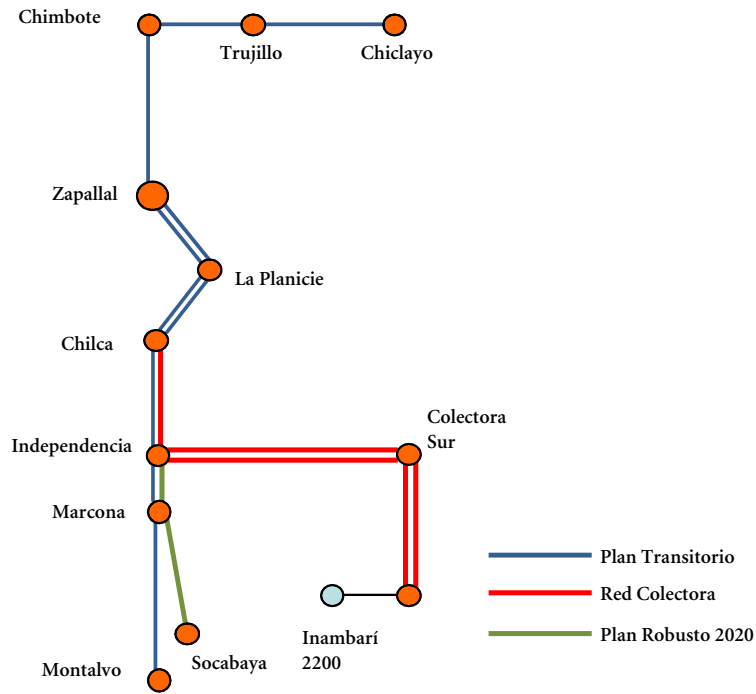 Chimbote
Trujillo
Chiclayo
Zapallal
La Planicie
Chilca
Colectora
Sur
Independencia
Marcona
Plan Transitorio
Red Colectora
Inambarí
2200
Plan Robusto 2020
Socabaya
Montalvo